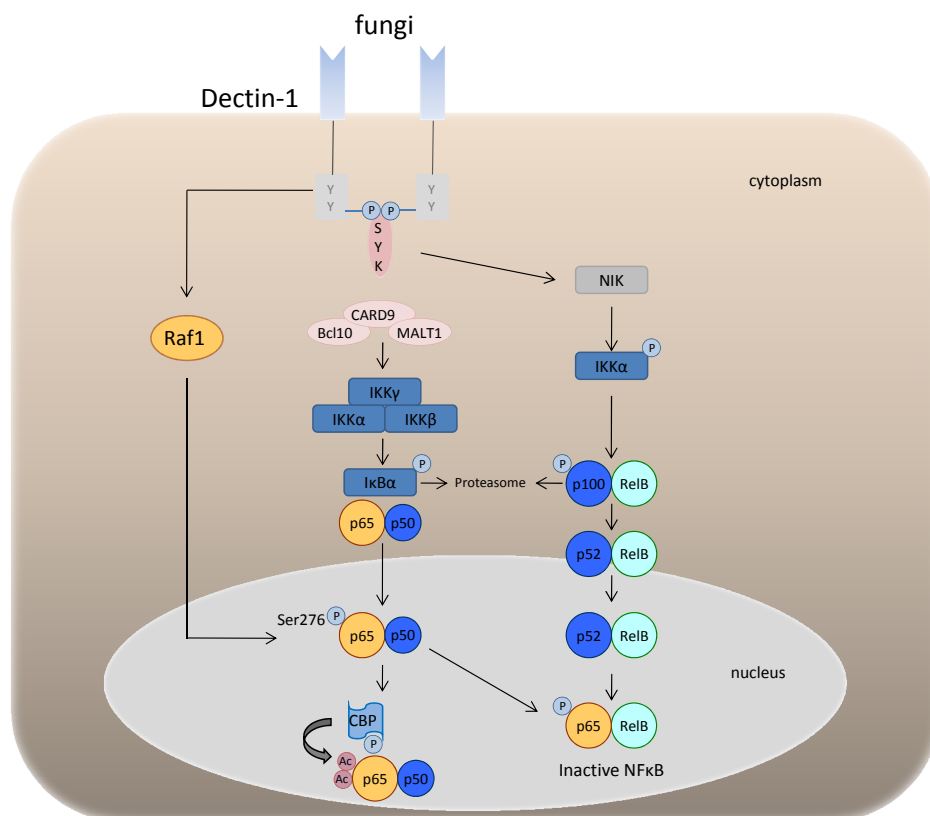 fungi
Dectin-1
cytoplasm
Y
Y
Y
Y
P
P
S
Y
K
NIK
CARD9
Bcl10
MALT1
Raf1
P
IKKα
IKKγ
IKKα
IKKβ
P
IκBα
Proteasome
P
p100
RelB
p65
p50
p52
RelB
Ser276
P
p65
p50
p52
RelB
nucleus
CBP
P
Ac
Ac
p65
p50
P
p65
RelB
Inactive NFκB